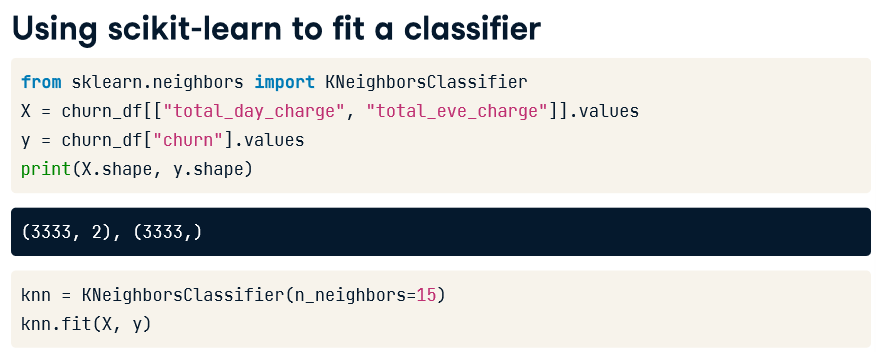 Using scikit-learn to fit a classifier
from sklearn.neighbors import KNeighborsClassifier
X = churn_df[["total_day_charge", "total_eve_charge"]].values
y = churn_df["churn"].values
print(X.shape, y.shape)
(3333, 2), (3333,)
knn = KNeighborsClassifier(n_neighbors=15)
knn.fit(X, y)